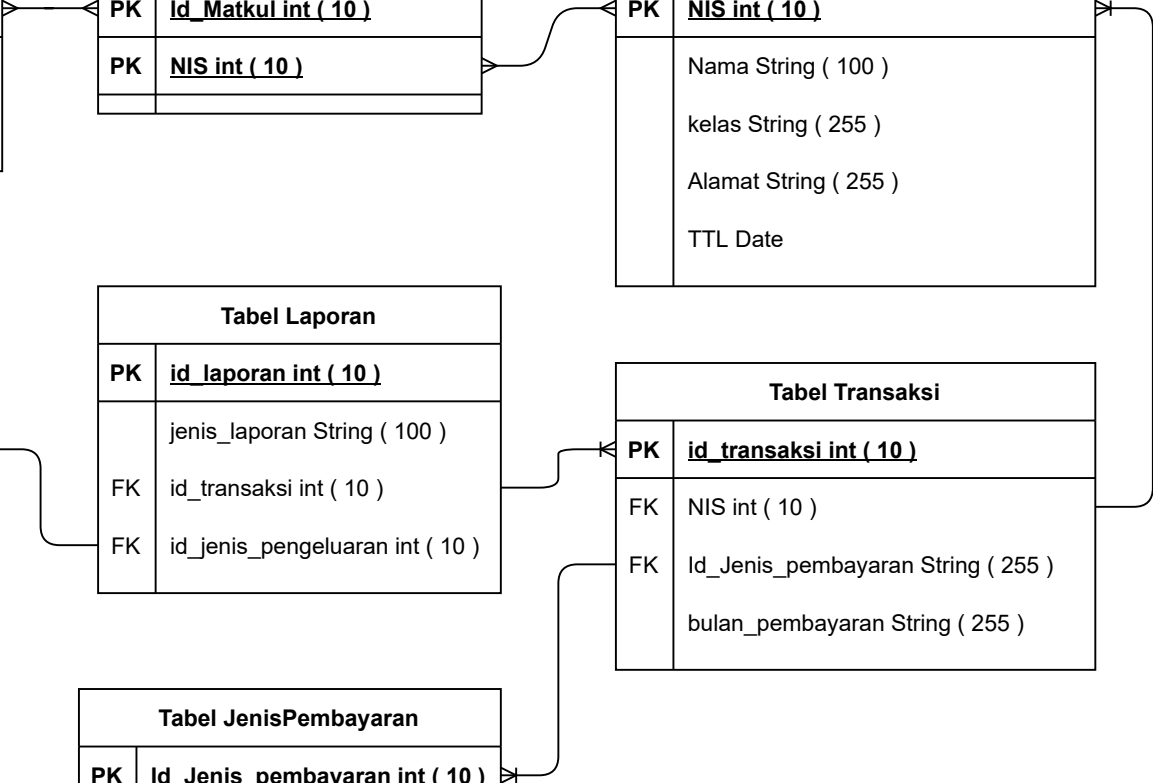 PK Id_Matkul int ( 10 )
PK NIS int ( 10 )
PK NIS int ( 10 )
Nama String ( 100 )
kelas String ( 255 )
Alamat String ( 255 )
TTL Date
Tabel Laporan
PK id_laporan int ( 10 )
jenis_laporan String ( 100 )
FK id_transaksi int ( 10 )
FK id_jenis_pengeluaran int ( 10 )
Tabel Transaksi
PK id_transaksi int ( 10 )
FK NIS int ( 10 )
FK Id_Jenis_pembayaran String ( 255 )
bulan_pembayaran String ( 255 )
Tabel JenisPembayaran
PK Id_Jenis_pembayaran int ( 10 )